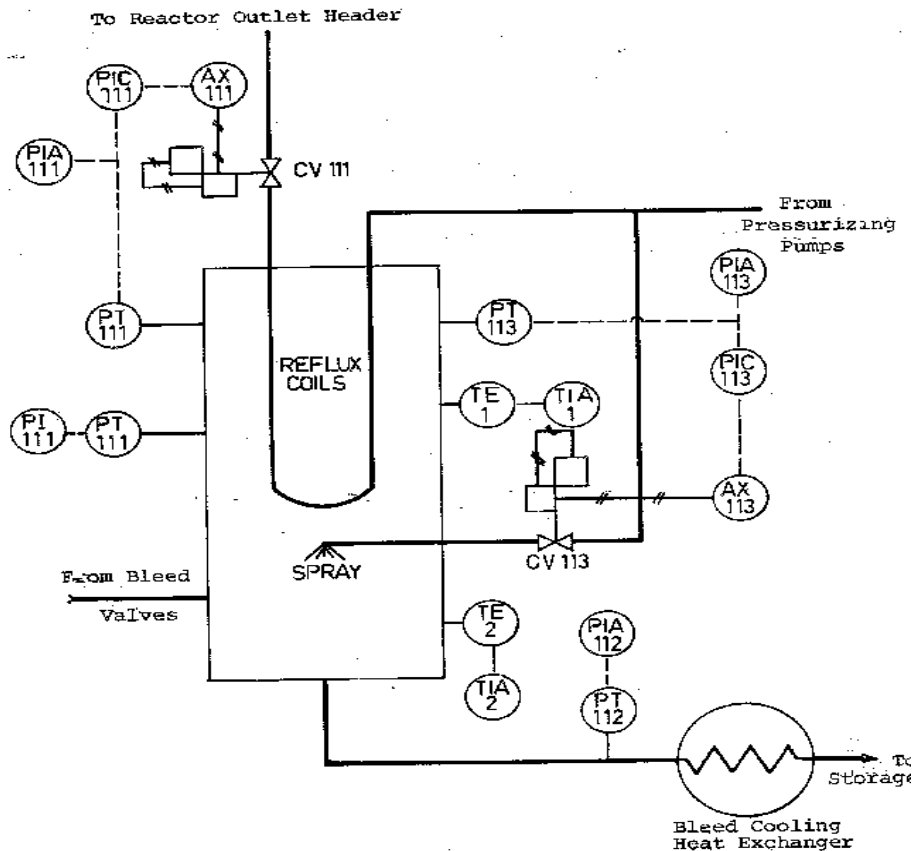 To Reactor Outlet Header
PIC
111
AX
111
PIA
111
CV 111
From
Pressurizing
Pumps
PIA
113
PT
111
PT
113
REFLUX
COILS
PIC
113
TE
1
TIA
1
PI
111
PT
111
AX
113
SPRAY
CV 113
From Bleed
Valves
TE
2
PIA
112
TIA
2
PT
112
To
Storage
Bleed Cooling
Heat Exchanger